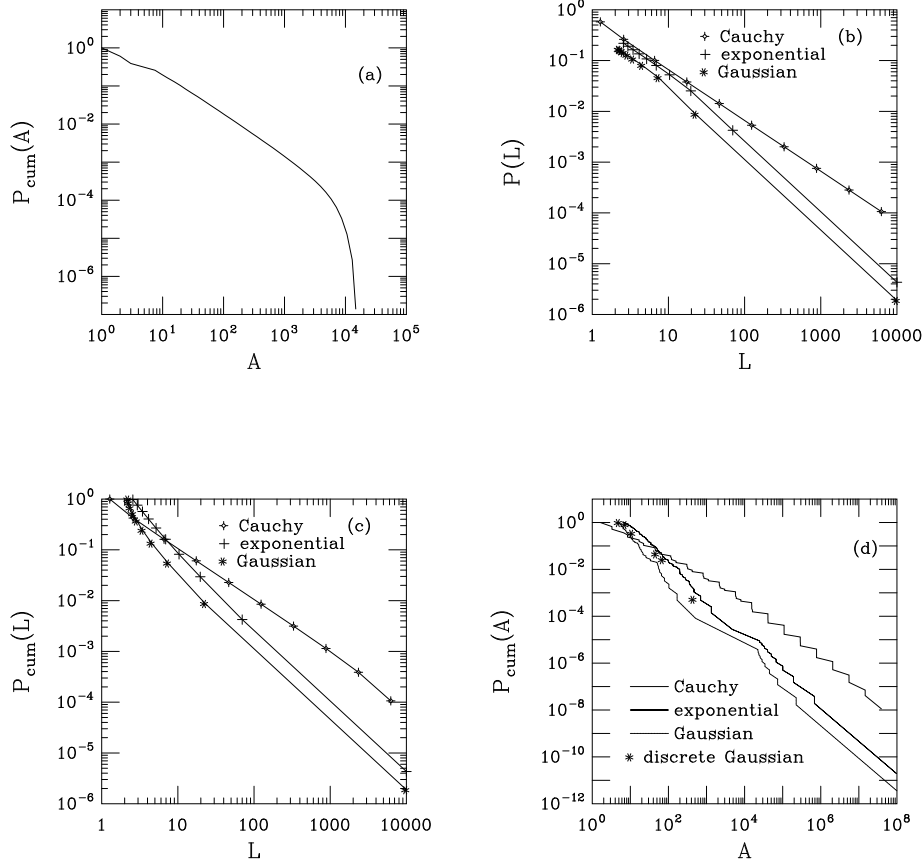 10^0
10^-2
10^-4
10^-6
P_cum(A)
(a)
10^0 10^1 10^2 10^3 10^4 10^5
A
10^0
10^-1
10^-2
10^-3
10^-4
10^-5
10^-6
P(L)
Cauchy
exponential
Gaussian
(b)
1 10 100 1000 10000
L
10^0
10^-1
10^-2
10^-3
10^-4
10^-5
10^-6
P_cum(L)
Cauchy
exponential
Gaussian
(c)
1 10 100 1000 10000
L
10^0
10^-2
10^-4
10^-6
10^-8
10^-10
10^-12
P_cum(A)
(d)
Cauchy
exponential
Gaussian
discrete Gaussian
10^0 10^2 10^4 10^6 10^8
A